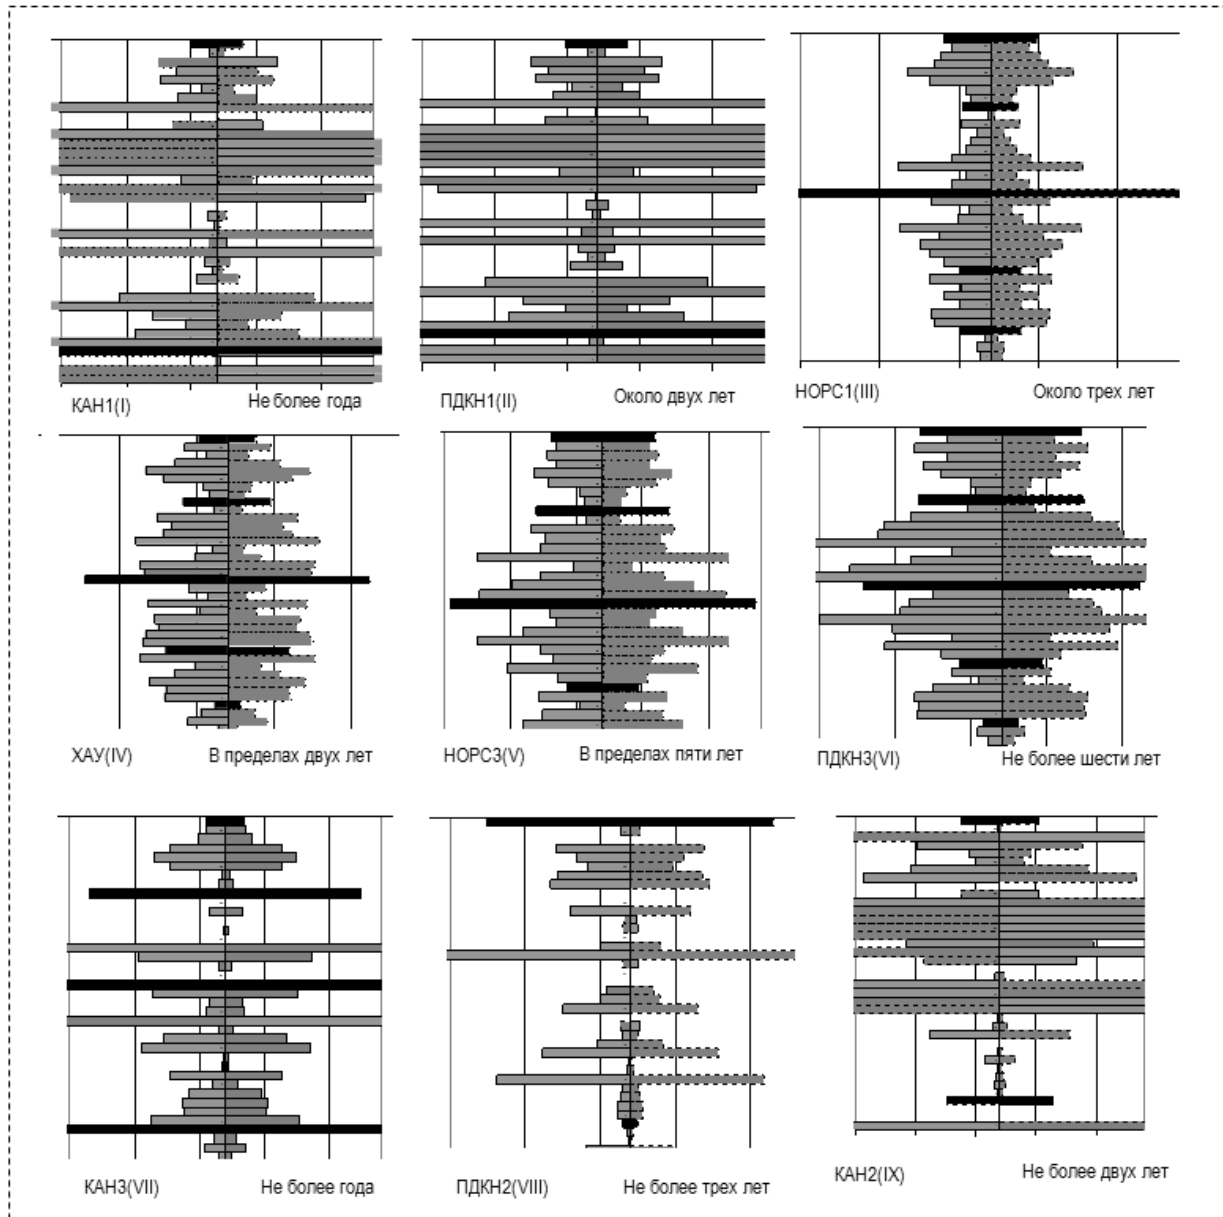 КАН1(I) Не более года
ПДКН1(II) Около двух лет
НОРС1(III) Около трех лет
ХАУ(IV) В пределах двух лет
НОРС3(V) В пределах пяти лет
ПДКН3(VI) Не более шести лет
КАН3(VII) Не более года
ПДКН2(VIII) Не более трех лет
КАН2(IX) Не более двух лет